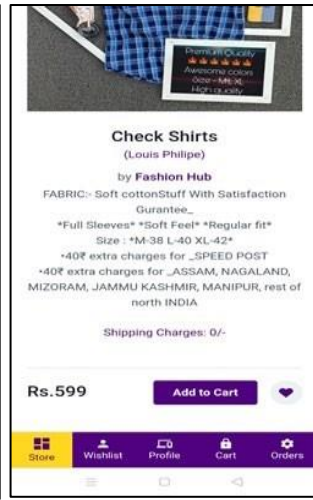 Premium Quality
Awesome colors
Size - M,L,XL
High quality
Check Shirts
(Louis Philipe)
by Fashion Hub
FABRIC:- Soft cottonStuff With Satisfaction
Gurantee_
*Full Sleeves* *Soft Feel* *Regular fit*
Size : *M-38 L-40 XL-42*
•40₹ extra charges for _SPEED POST
•40₹ extra charges for _ASSAM, NAGALAND,
MIZORAM, JAMMU KASHMIR, MANIPUR, rest of
north INDIA
Shipping Charges: 0/-
Rs.599
Add to Cart
Store
Wishlist
Profile
Cart
Orders